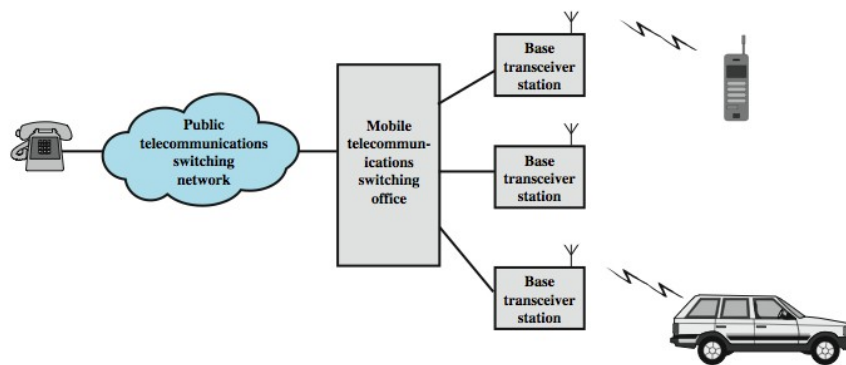 Public
telecommunications
switching
network
Mobile
telecommun-
ications
switching
office
Base
transceiver
station
Base
transceiver
station
Base
transceiver
station